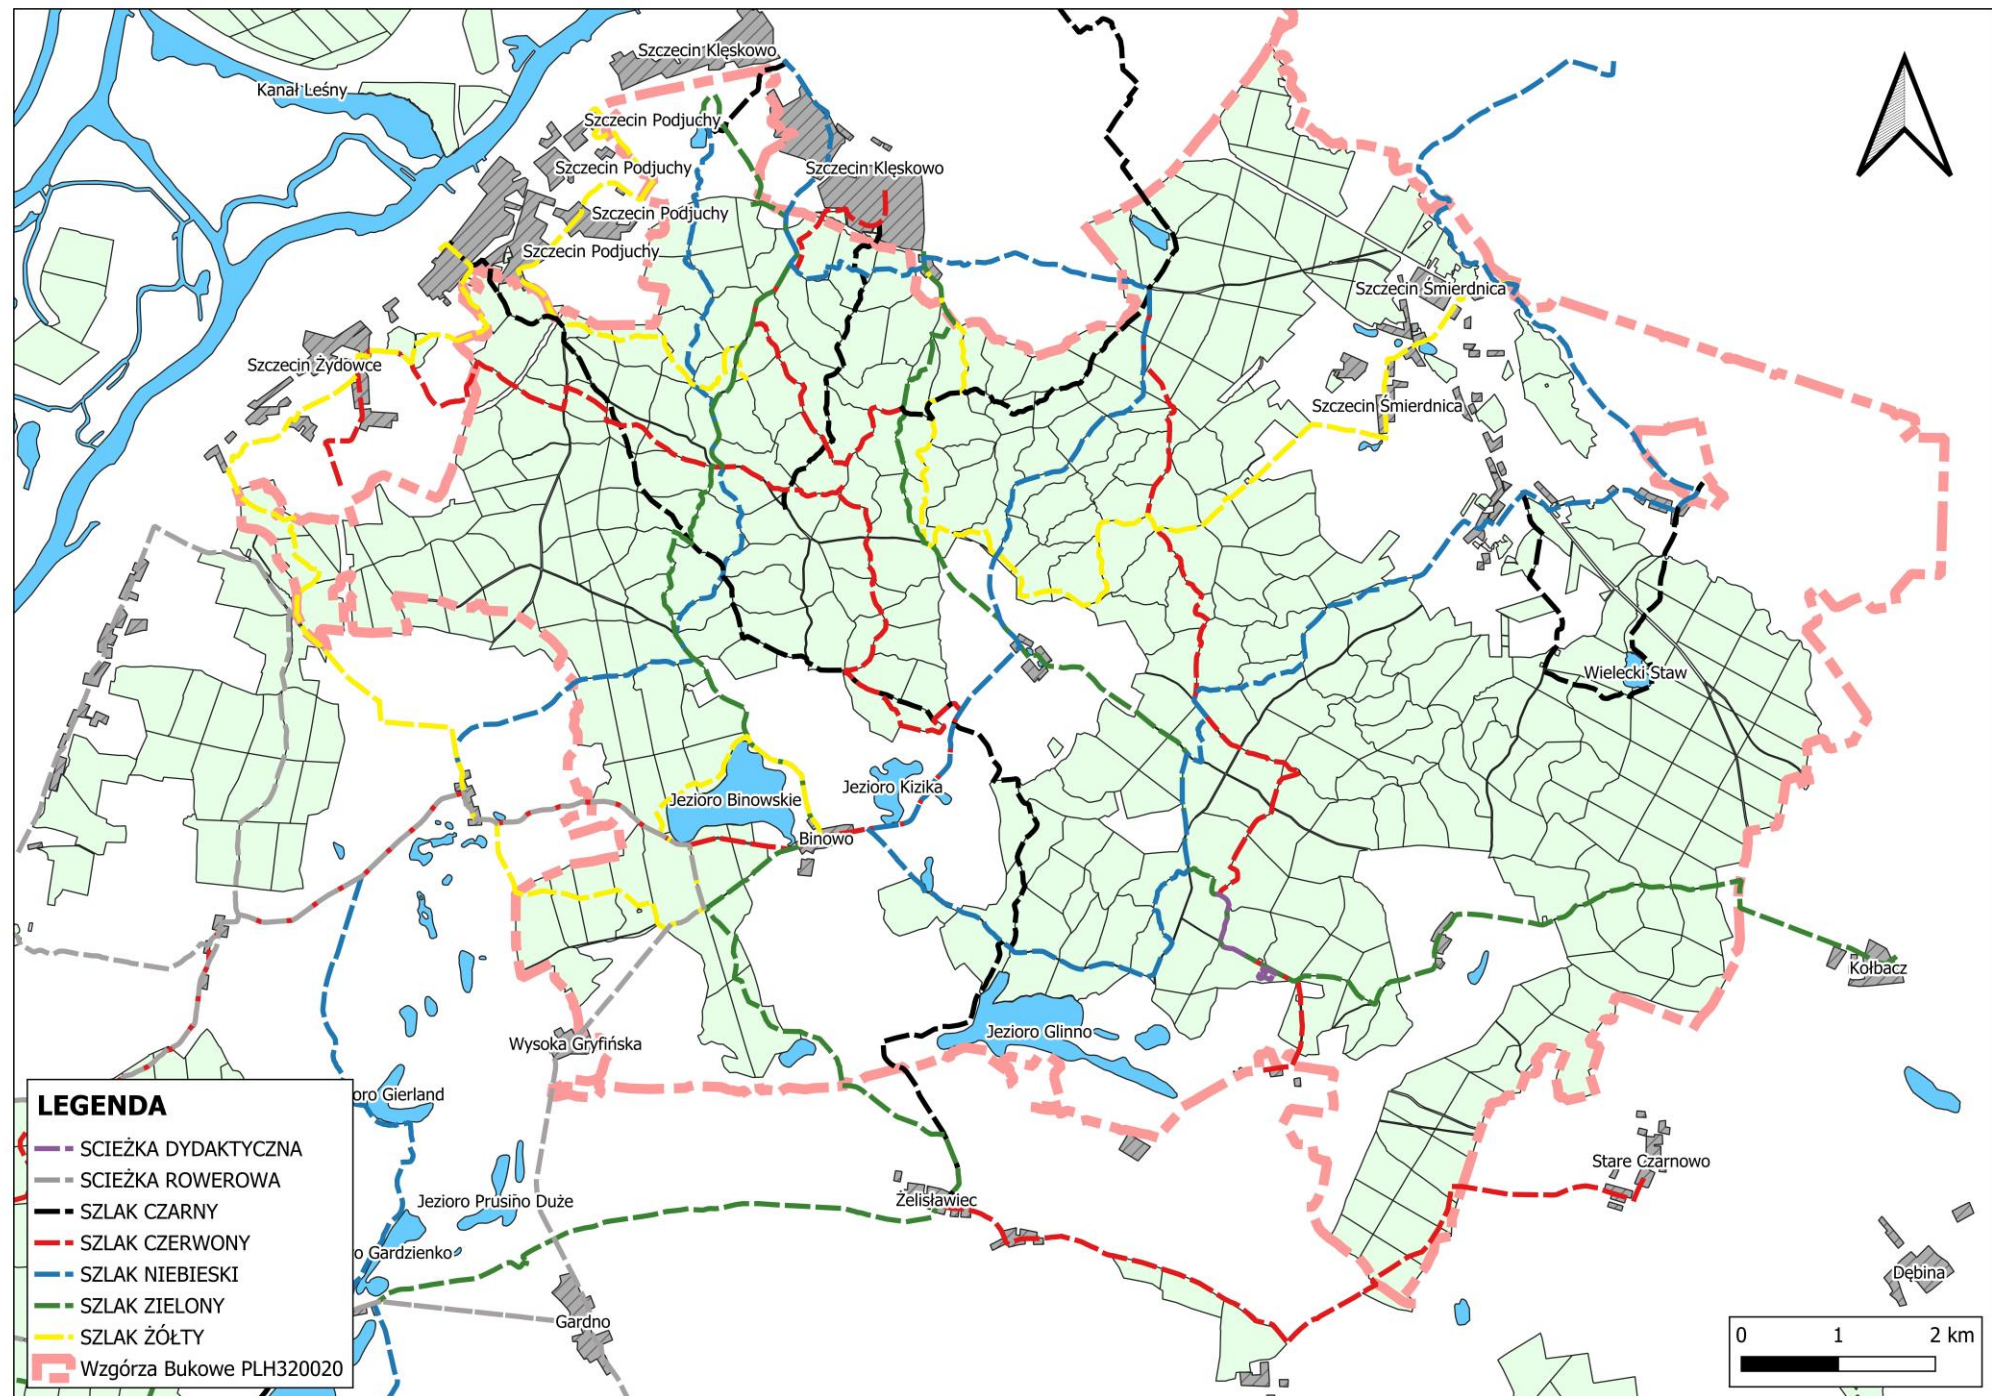 Szczecin Klęskowo
Kanał Leśny
Szczecin Podjuchy
Szczecin Podjuchy
Szczecin Klęskowo
Szczecin Podjuchy
Szczecin Podjuchy
Szczecin Śmierdnica
Szczecin Żydowce
Szczecin Śmierdnica
Wielecki Staw
Jezioro Kizika
Jezioro Binowskie
Binowo
Kołbacz
Jezioro Glinno
Wysoka Gryfińska
oro Gierland
Stare Czarnowo
Jezioro Prusino Duże
Żelisławiec
o Gardzienko
Dębina
Gardno
LEGENDA
SCIEŻKA DYDAKTYCZNA
SCIEŻKA ROWEROWA
SZLAK CZARNY
SZLAK CZERWONY
SZLAK NIEBIESKI
SZLAK ZIELONY
SZLAK ŻÓŁTY
Wzgórza Bukowe PLH320020
0 1 2 km